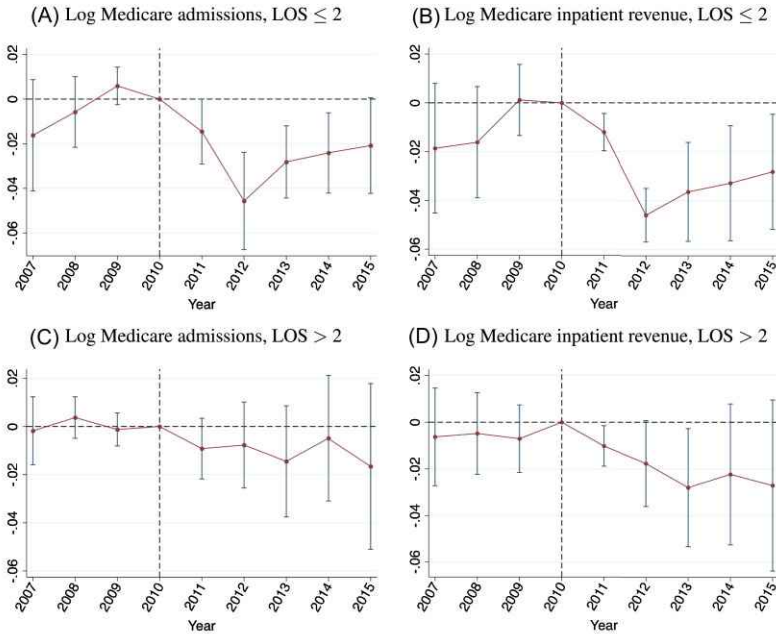 (A) Log Medicare admissions, LOS ≤ 2
.02
0
-.02
-.04
-.06
2007 2008 2009 2010 2011 2012 2013 2014 2015
Year
(B) Log Medicare inpatient revenue, LOS ≤ 2
.02
0
-.02
-.04
-.06
2007 2008 2009 2010 2011 2012 2013 2014 2015
Year
(C) Log Medicare admissions, LOS > 2
.02
0
-.02
-.04
-.06
2007 2008 2009 2010 2011 2012 2013 2014 2015
Year
(D) Log Medicare inpatient revenue, LOS > 2
.02
0
-.02
-.04
-.06
2007 2008 2009 2010 2011 2012 2013 2014 2015
Year